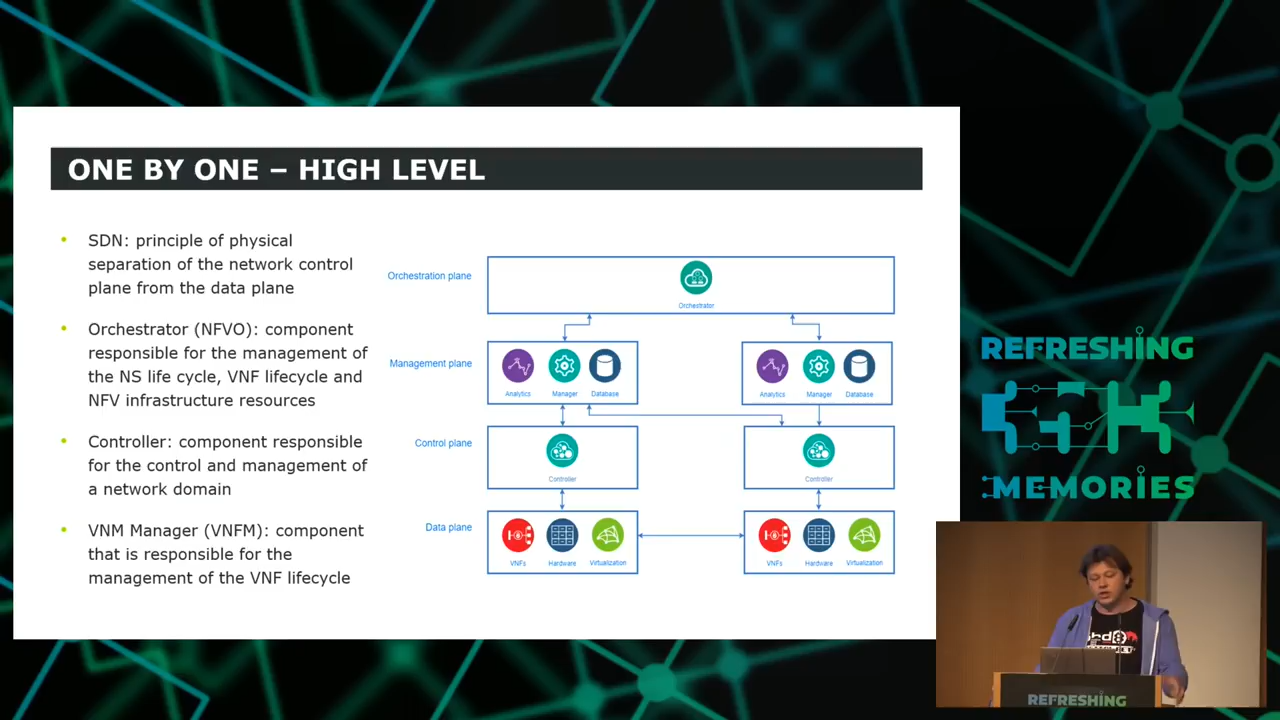 ONE BY ONE – HIGH LEVEL
• SDN: principle of physical
separation of the network control
plane from the data plane
• Orchestrator (NFVO): component
responsible for the management of
the NS life cycle, VNF lifecycle and
NFV infrastructure resources
• Controller: component responsible
for the control and management of
a network domain
• VNM Manager (VNFM): component
that is responsible for the
management of the VNF lifecycle
Orchestration plane
Orchestrator
Management plane
Analytics Manager Database
Analytics Manager Database
Control plane
Controller
Controller
Data plane
VNFs Hardware Virtualization
VNFs Hardware Virtualization
REFRESHING
MEMORIES
REFRESHING